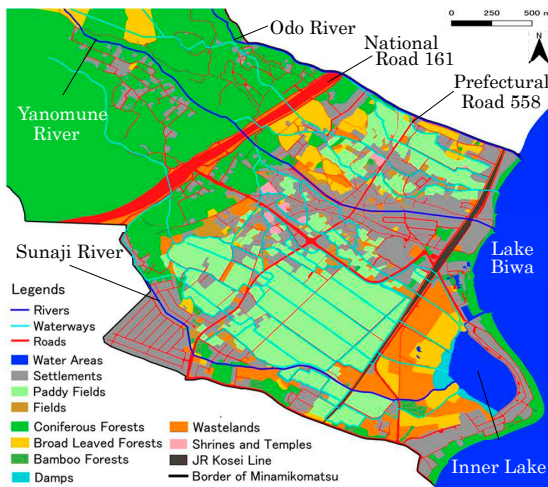 0 250 500 m
N
Odo River
National
Road 161
Prefectural
Road 558
Yanomune
River
Sunaji River
Lake
Biwa
Inner Lake
Legends
Rivers
Waterways
Roads
Water Areas
Settlements
Paddy Fields
Fields
Coniferous Forests
Broad Leaved Forests
Bamboo Forests
Damps
Wastelands
Shrines and Temples
JR Kosei Line
Border of Minamikomatsu